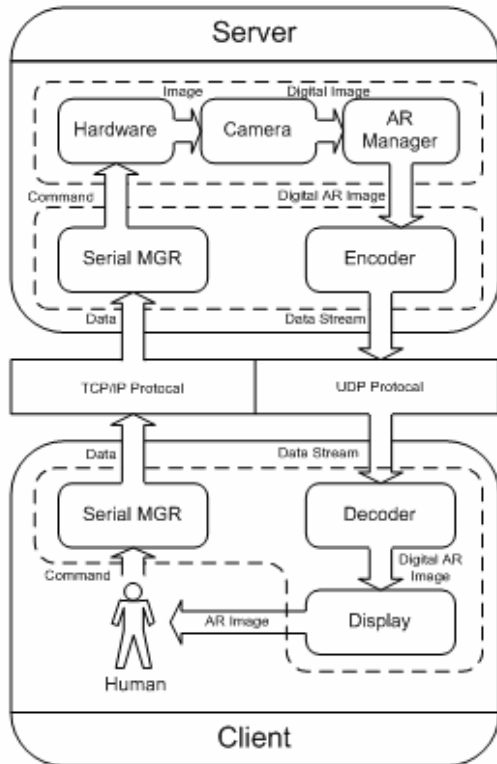 Server
Image
Digital Image
Hardware
Camera
AR
Manager
Command
Digital AR Image
Serial MGR
Encoder
Data
Data Stream
TCP/IP Protocal
UDP Protocal
Data
Data Stream
Serial MGR
Decoder
Command
Digital AR
Image
AR Image
Display
Human
Client